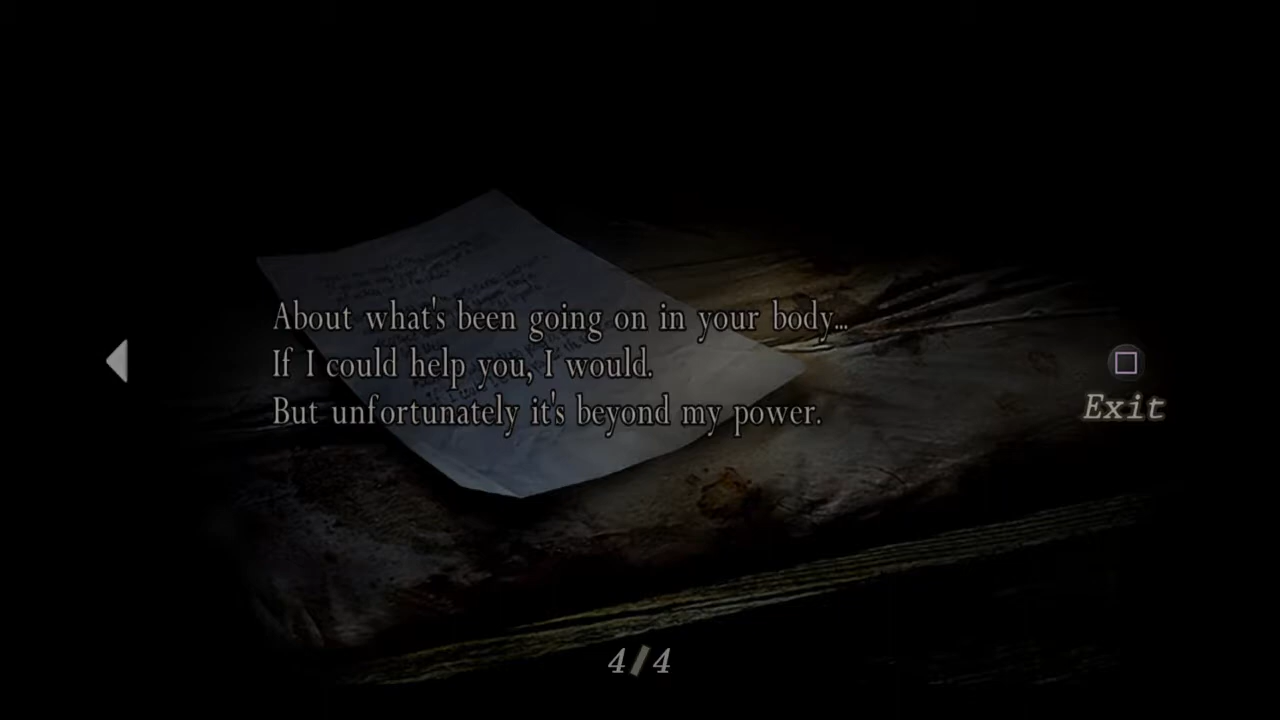 About what's been going on in your body...
If I could help you, I would.
But unfortunately it's beyond my power.
Exit
4/4